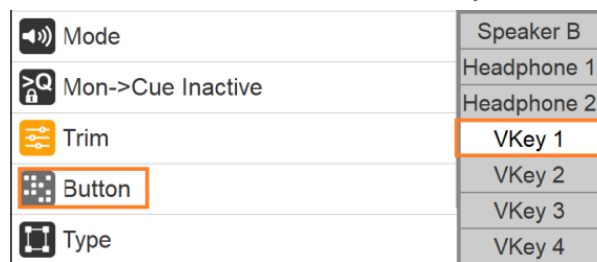 Mode
>Q Mon->Cue Inactive
Trim
Button
Type
Speaker B
Headphone 1
Headphone 2
VKey 1
VKey 2
VKey 3
VKey 4